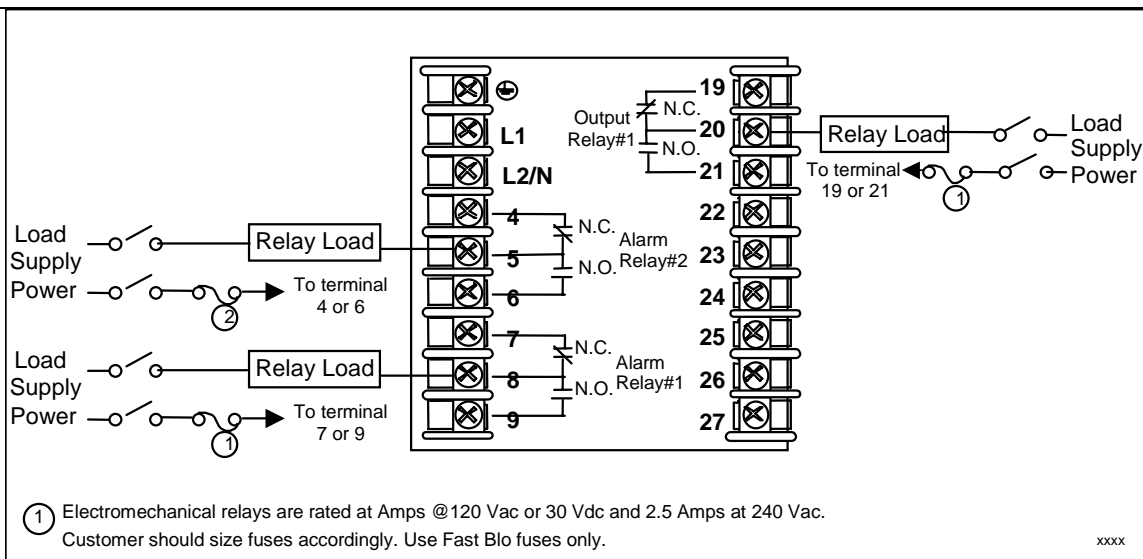 L1
L2/N
4
5
6
7
8
9
N.C.
N.O.
Alarm
Relay#2
N.C.
N.O.
Alarm
Relay#1
Output
Relay#1
N.C.
N.O.
19
20
21
22
23
24
25
26
27
Relay Load
Load
Supply
Power
To terminal
19 or 21
1
Load
Supply
Power
Relay Load
To terminal
4 or 6
2
Load
Supply
Power
Relay Load
To terminal
7 or 9
1
1 Electromechanical relays are rated at Amps @120 Vac or 30 Vdc and 2.5 Amps at 240 Vac.
Customer should size fuses accordingly. Use Fast Blo fuses only.
xxxx